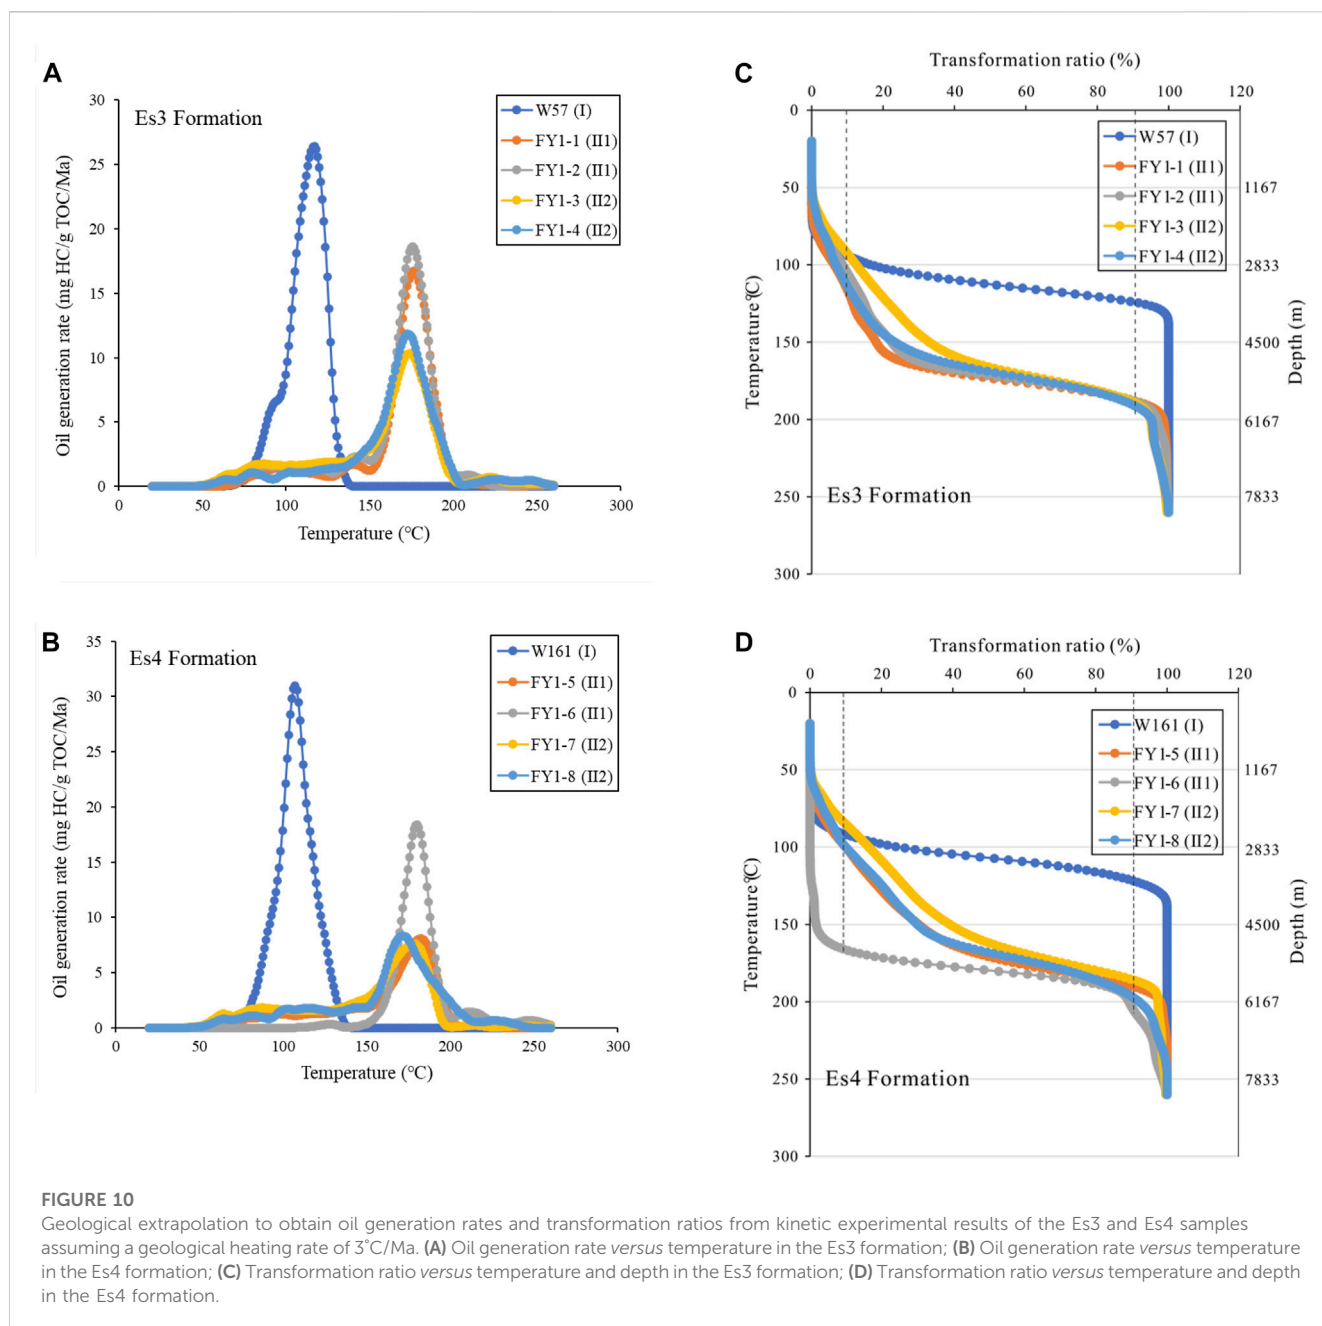 A
Es3 Formation
W57 (I)
FY1-1 (II1)
FY1-2 (II1)
FY1-3 (II2)
FY1-4 (II2)
Oil generation rate (mg HC/g TOC/Ma)
30
25
20
15
10
5
0
0 50 100 150 200 250 300
Temperature (℃)
C
Transformation ratio (%)
0 20 40 60 80 100 120
0
50
100
150
200
250
300
Temperature℃)
W57 (I)
FY1-1 (II1)
FY1-2 (II1)
FY1-3 (II2)
FY1-4 (II2)
1167
2833
4500
6167
7833
Depth (m)
Es3 Formation
B
Es4 Formation
W161 (I)
FY1-5 (II1)
FY1-6 (II1)
FY1-7 (II2)
FY1-8 (II2)
Oil generation rate (mg HC/g TOC/Ma)
35
30
25
20
15
10
5
0
0 50 100 150 200 250 300
Temperature (℃)
D
Transformation ratio (%)
0 20 40 60 80 100 120
0
50
100
150
200
250
300
Temperature℃)
W161 (I)
FY1-5 (II1)
FY1-6 (II1)
FY1-7 (II2)
FY1-8 (II2)
1167
2833
4500
6167
7833
Depth (m)
Es4 Formation
FIGURE 10
Geological extrapolation to obtain oil generation rates and transformation ratios from kinetic experimental results of the Es3 and Es4 samples
assuming a geological heating rate of 3°C/Ma. (A) Oil generation rate versus temperature in the Es3 formation; (B) Oil generation rate versus temperature
in the Es4 formation; (C) Transformation ratio versus temperature and depth in the Es3 formation; (D) Transformation ratio versus temperature and depth
in the Es4 formation.